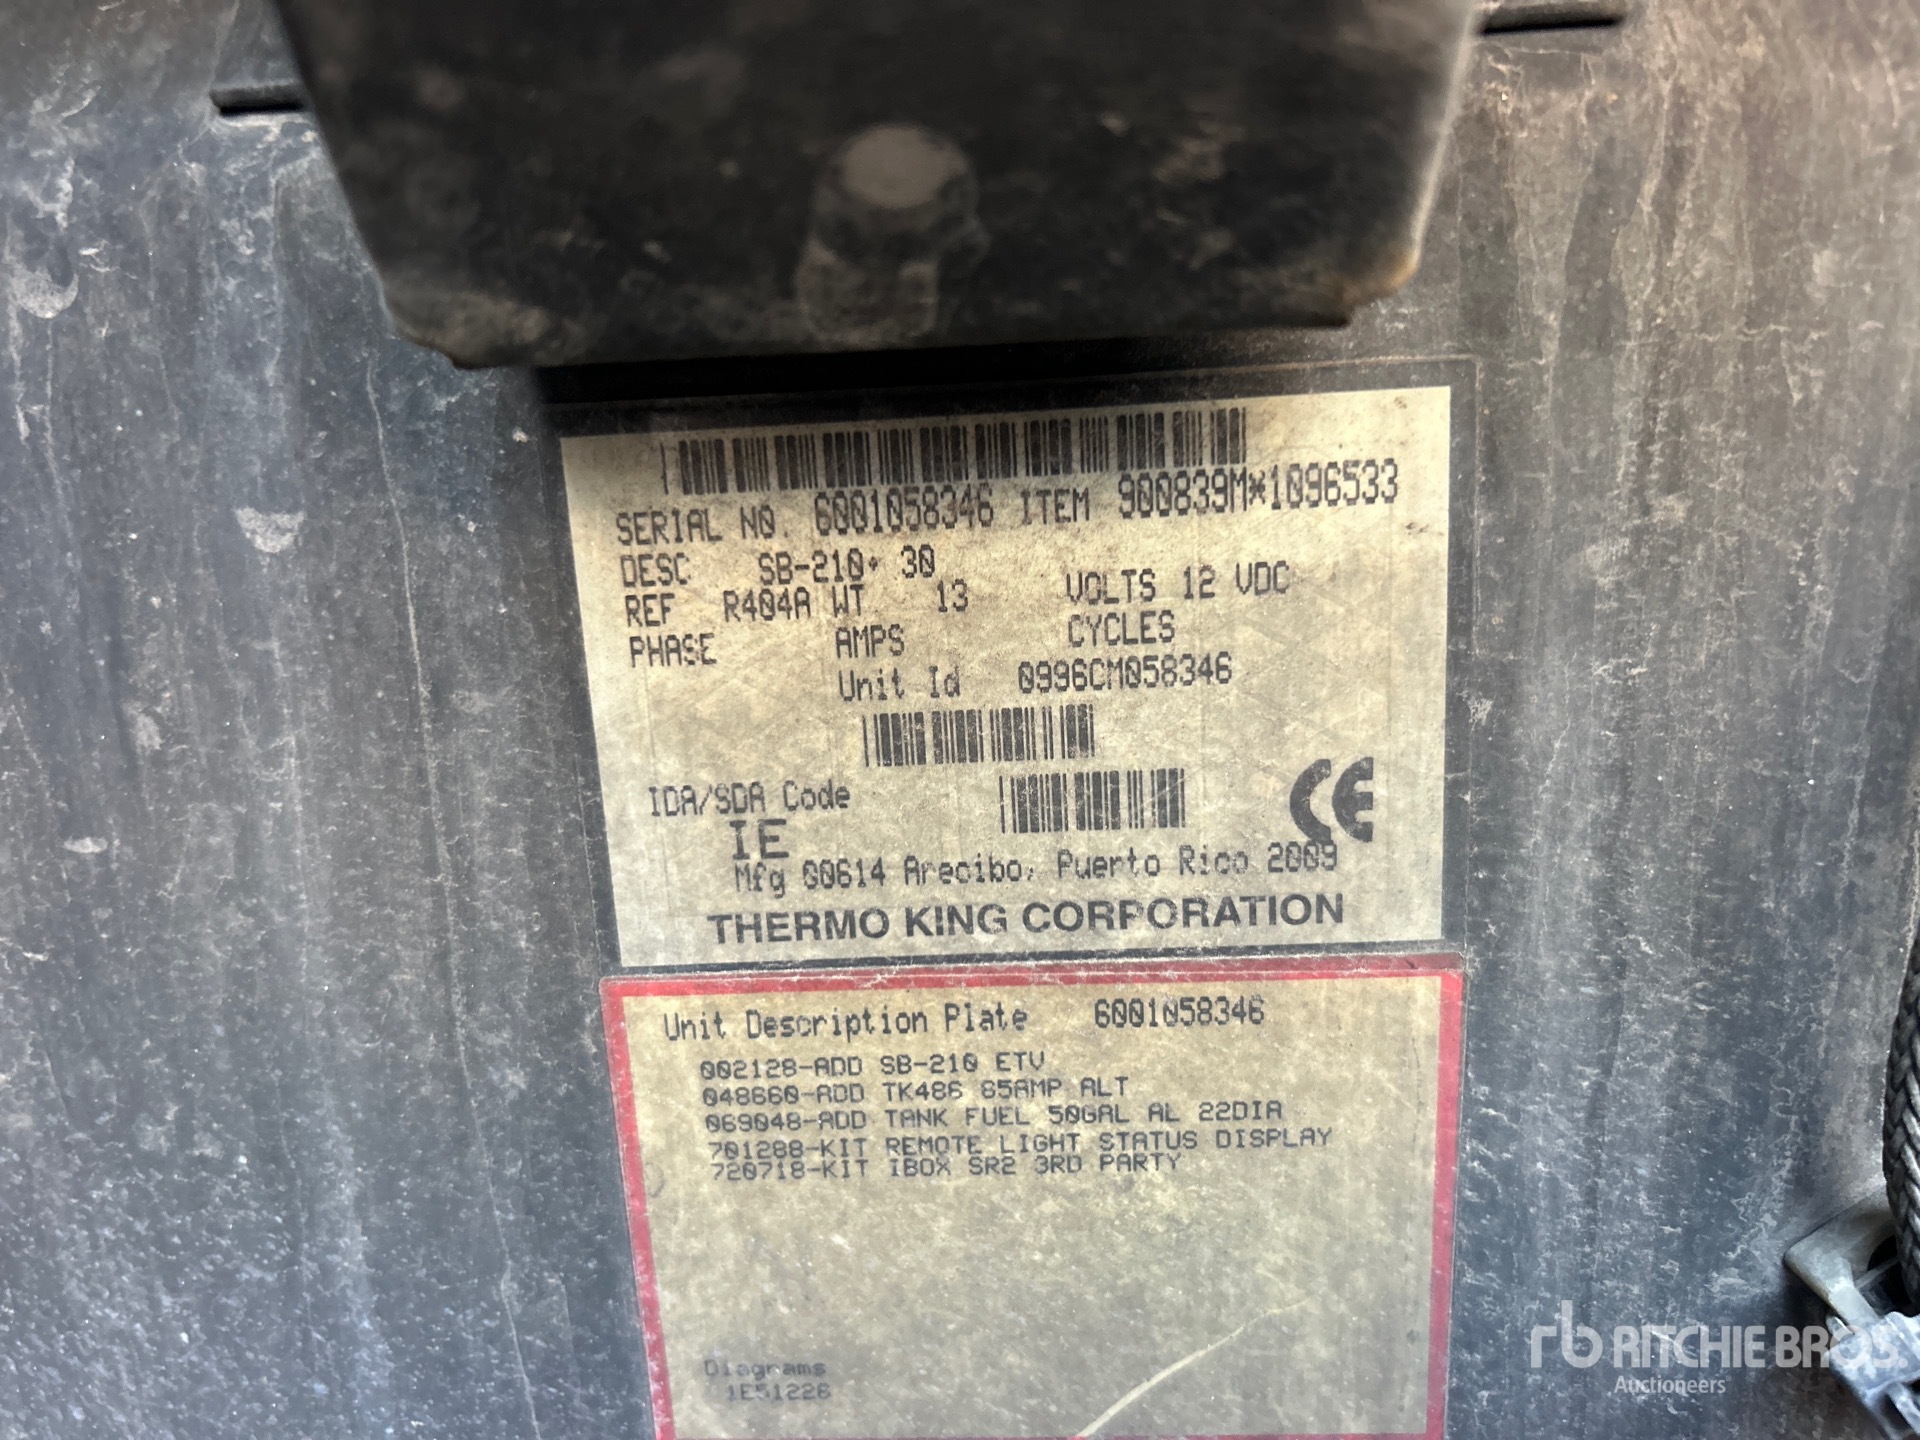 SERIAL NO. 6001058346 ITEM 900839M*1096533
DESC SB-210+ 30
REF R404A WT 13 VOLTS 12 VDC
PHASE AMPS CYCLES
Unit Id 0996CM058346
IDA/SDA Code
IE
CE
Mfg 00614 Arecibo, Puerto Rico 2009
THERMO KING CORPORATION
Unit Description Plate 6001058346
002128-ADD SB-210 ETV
048660-ADD TK486 65AMP ALT
069048-ADD TANK FUEL 50GAL AL 22DIA
701288-KIT REMOTE LIGHT STATUS DISPLAY
720718-KIT IBOX SR2 3RD PARTY
Diagrams
1E51226
rb RITCHIE BROS.
Auctioneers